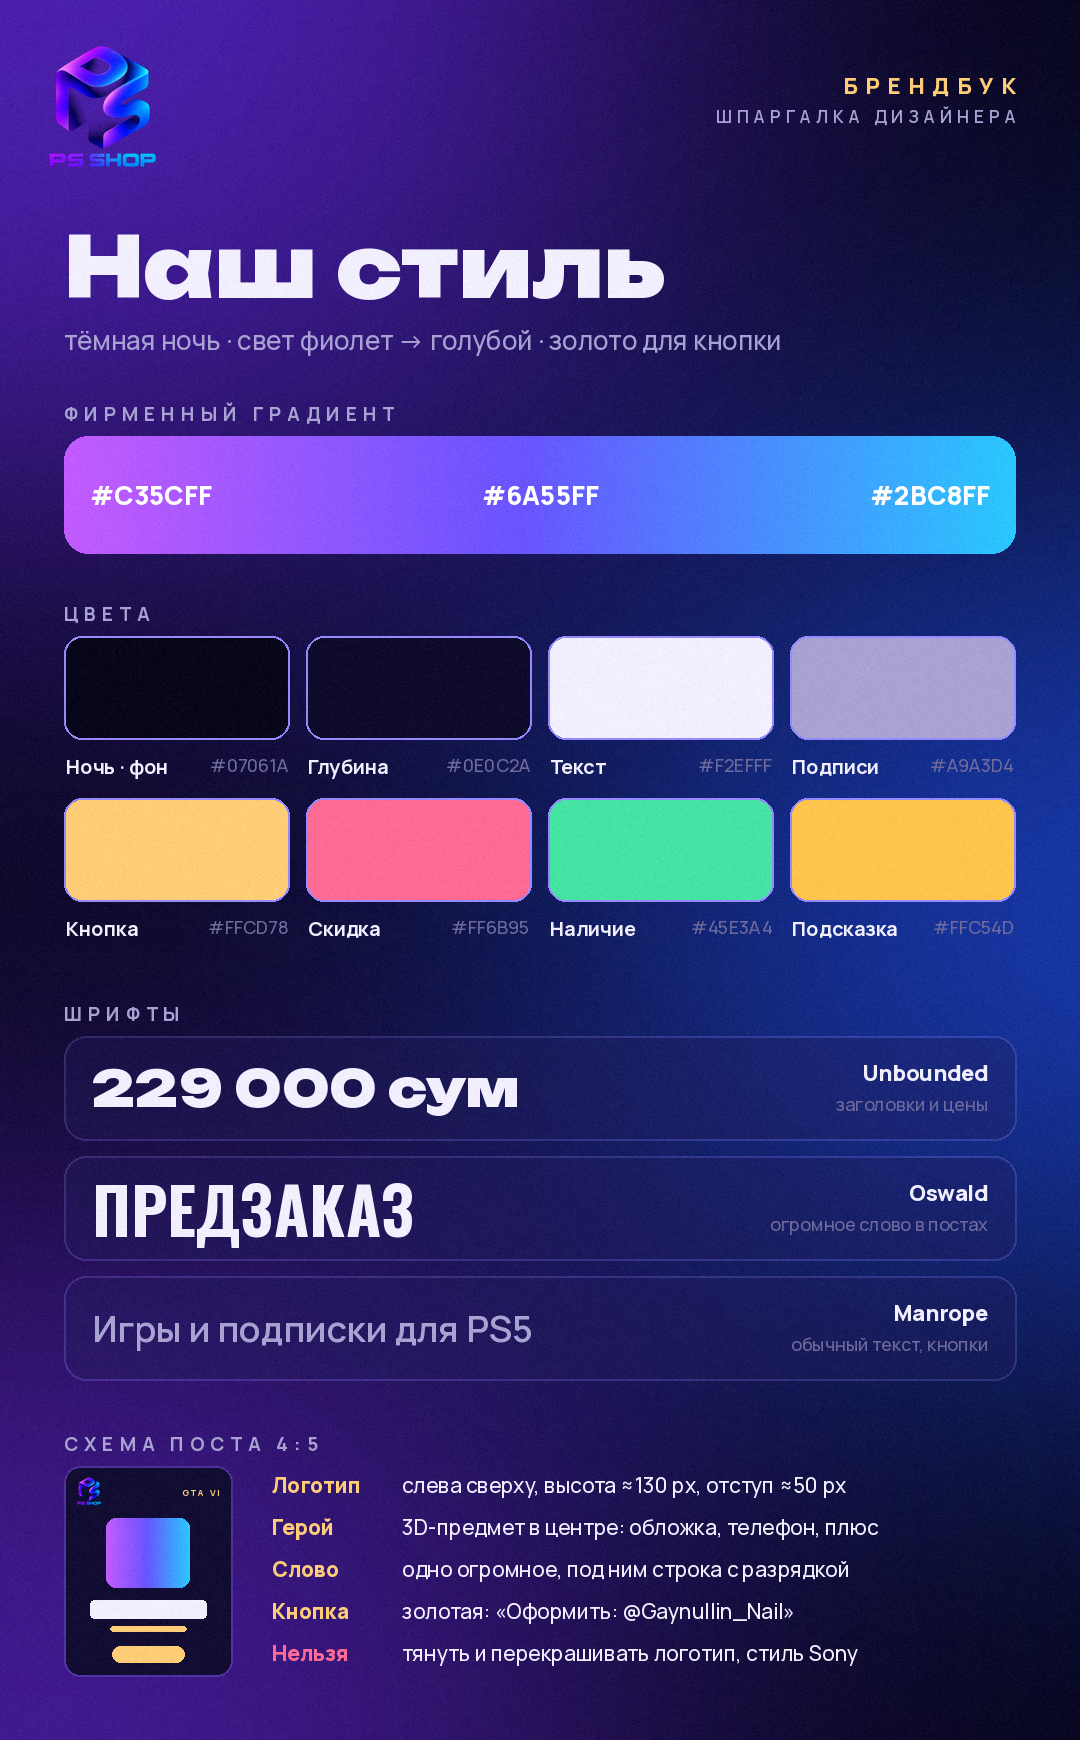 PS SHOP
БРЕНДБУК
ШПАРГАЛКА ДИЗАЙНЕРА
Наш стиль
тёмная ночь · свет фиолет → голубой · золото для кнопки
ФИРМЕННЫЙ ГРАДИЕНТ
#C35CFF #6A55FF #2BC8FF
ЦВЕТА
Ночь · фон #07061A Глубина #0E0C2A Текст #F2EFFF Подписи #A9A3D4
Кнопка #FFCD78 Скидка #FF6B95 Наличие #45E3A4 Подсказка #FFC54D
ШРИФТЫ
229 000 сум
Unbounded
заголовки и цены
ПРЕДЗАКАЗ
Oswald
огромное слово в постах
Игры и подписки для PS5
Manrope
обычный текст, кнопки
СХЕМА ПОСТА 4:5
PS SHOP
GTA VI
Логотип слева сверху, высота ≈130 px, отступ ≈50 px
Герой 3D-предмет в центре: обложка, телефон, плюс
Слово одно огромное, под ним строка с разрядкой
Кнопка золотая: «Оформить: @Gaynullin_Nail»
Нельзя тянуть и перекрашивать логотип, стиль Sony